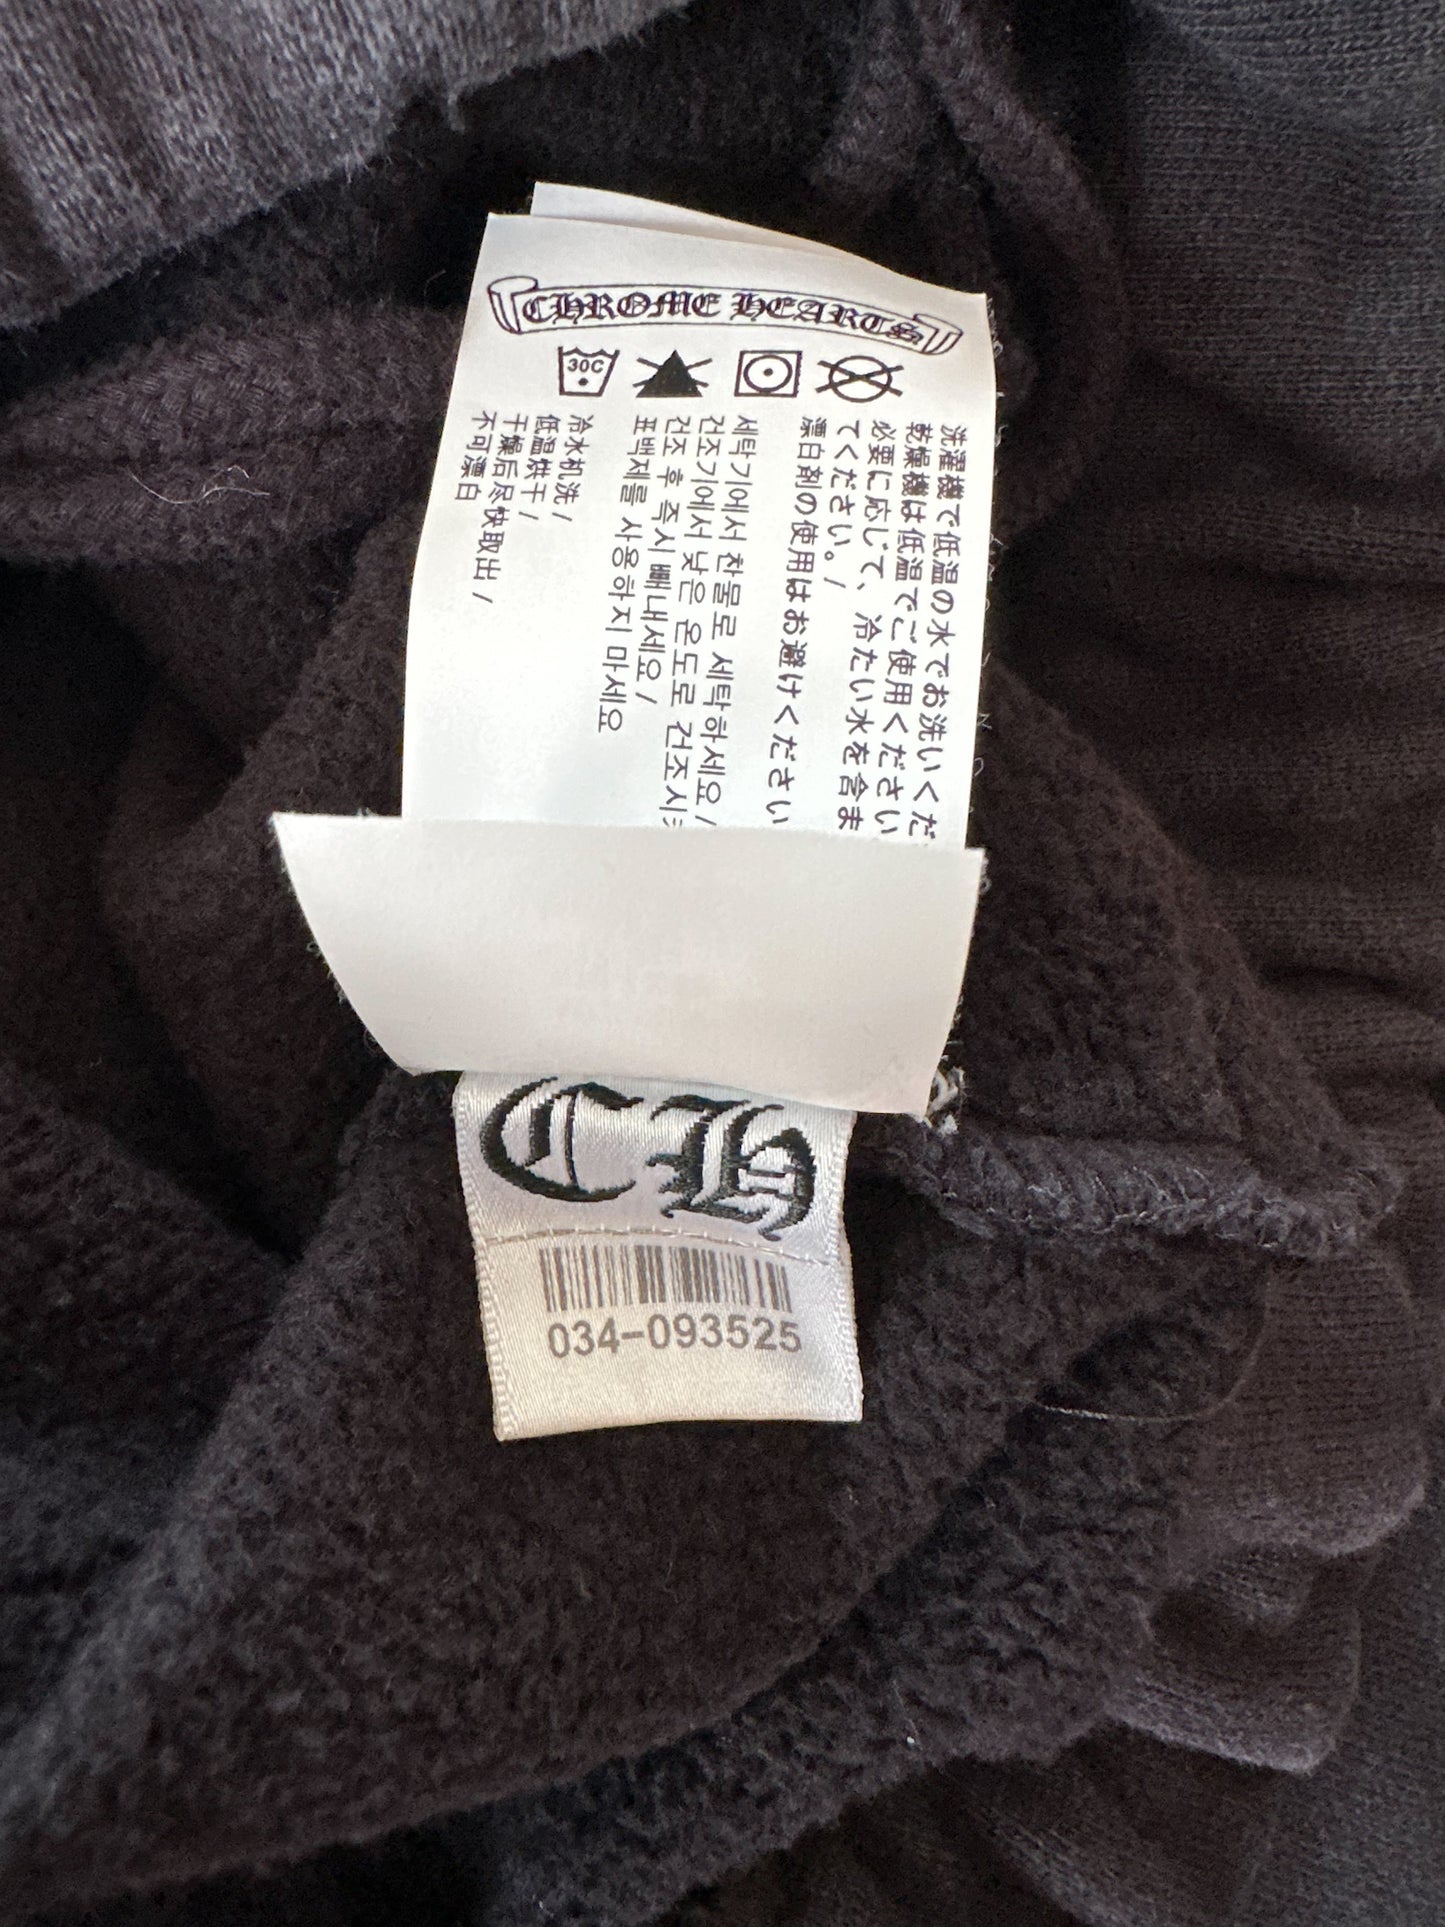 CHROME HEARTS
30C
洗濯機で低温の水でお洗いくだ
乾燥機は低温でご使用ください
必要に応じて、冷たい水を含ま
てください。/
漂白剤の使用はお避けください
세탁기에서 찬물로 세탁하세요 /
건조기에서 낮은 온도로 건조시
건조 후 즉시 빼내세요 /
표백제를 사용하지 마세요
冷水机洗 /
低温烘干 /
干燥后尽快取出 /
不可漂白
CH
034-093525